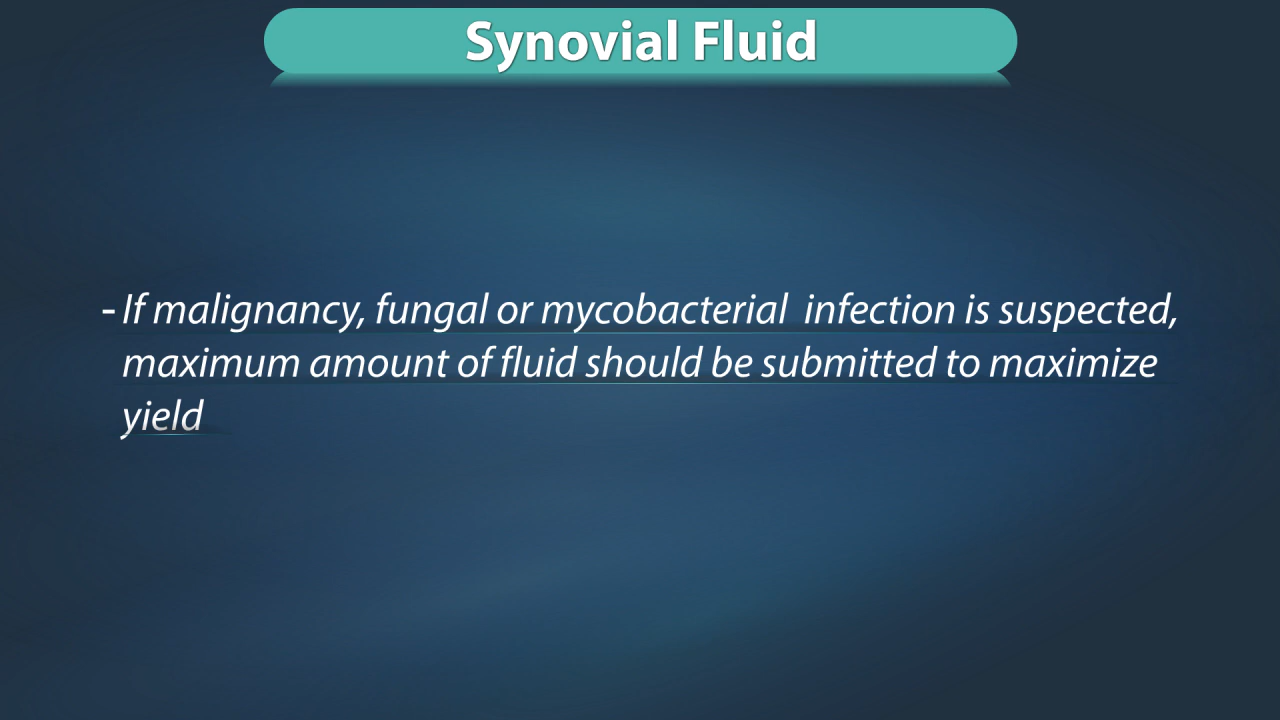 Synovial Fluid
- If malignancy, fungal or mycobacterial  infection is suspected,
maximum amount of fluid should be submitted to maximize
yield